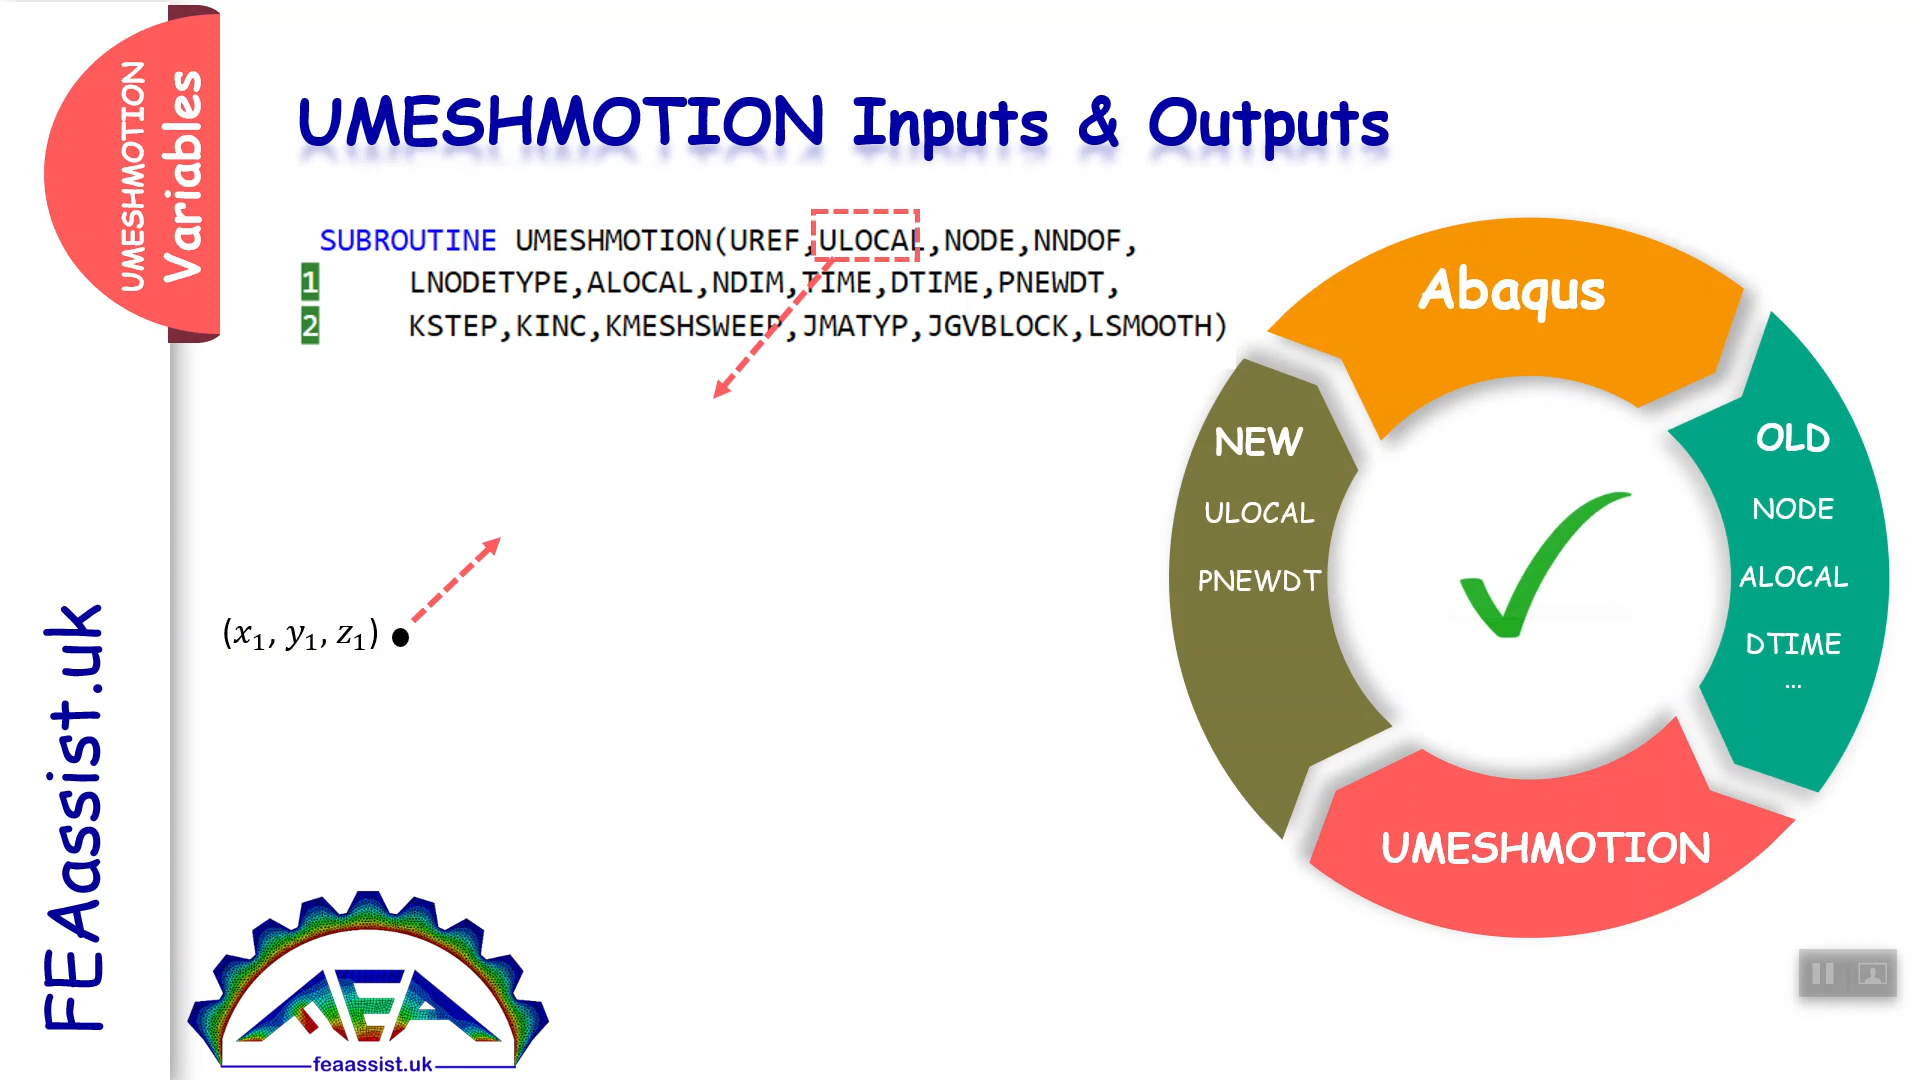 UMESHMOTION
Variables
UMESHMOTION Inputs & Outputs
SUBROUTINE UMESHMOTION(UREF,ULOCAL,NODE,NNDOF,
1 LNODETYPE,ALOCAL,NDIM,TIME,DTIME,PNEWDT,
2 KSTEP,KINC,KMESHSWEEP,JMATYP,JGVBLOCK,LSMOOTH)
Abaqus
OLD
NODE
ALOCAL
DTIME
...
UMESHMOTION
NEW
ULOCAL
PNEWDT
(x₁, y₁, z₁)
FEAassist.uk
FEA
feaassist.uk